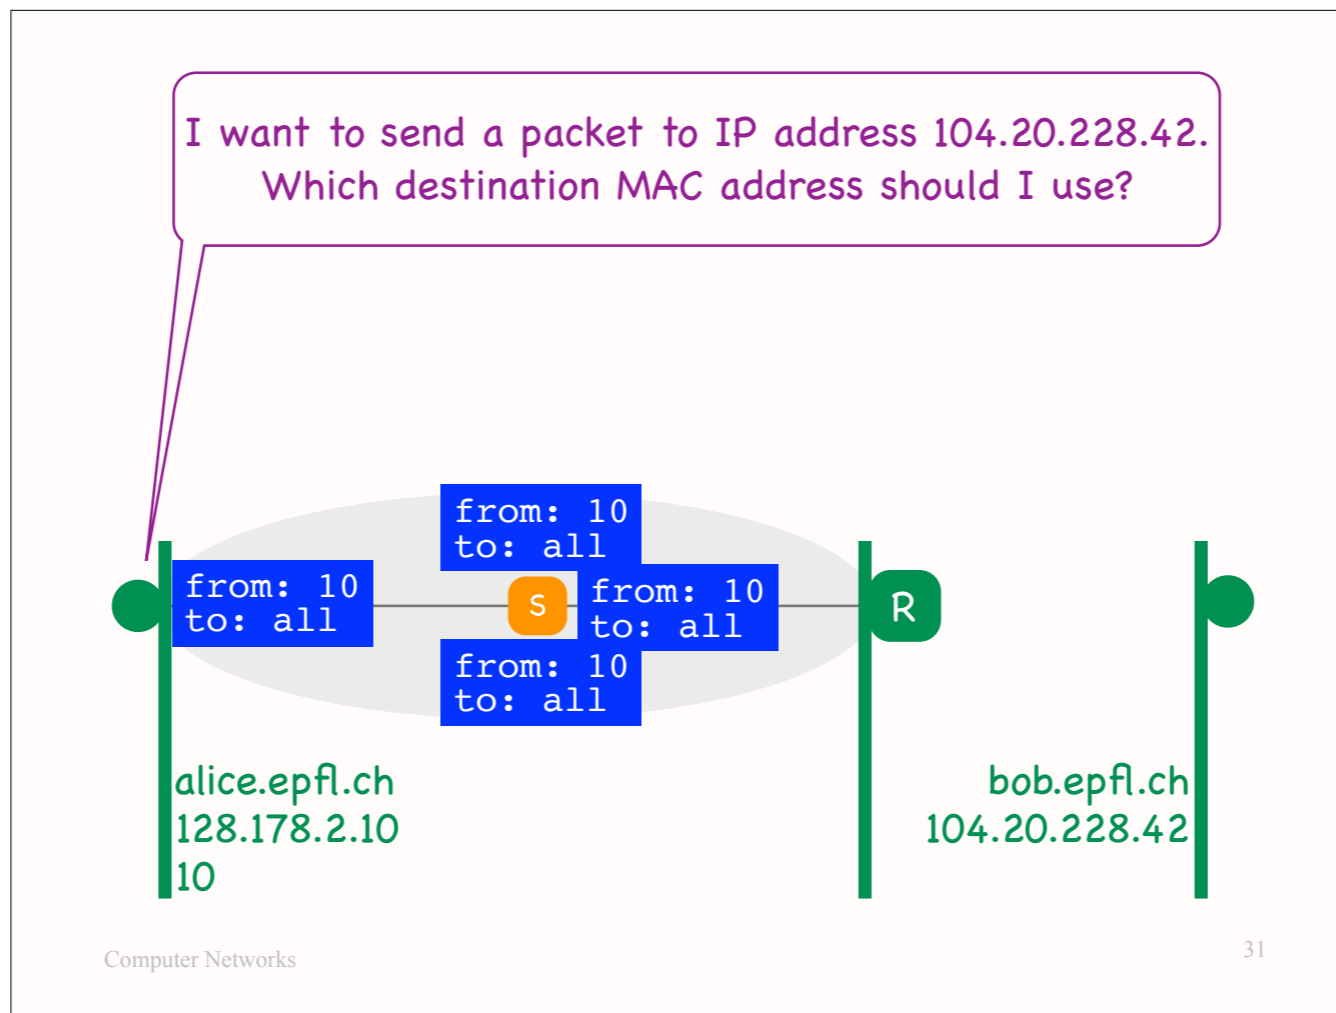 I want to send a packet to IP address 104.20.228.42.
Which destination MAC address should I use?
from: 10
to: all
from: 10
to: all
S
from: 10
to: all
R
from: 10
to: all
alice.epfl.ch
128.178.2.10
10
bob.epfl.ch
104.20.228.42
Computer Networks
31